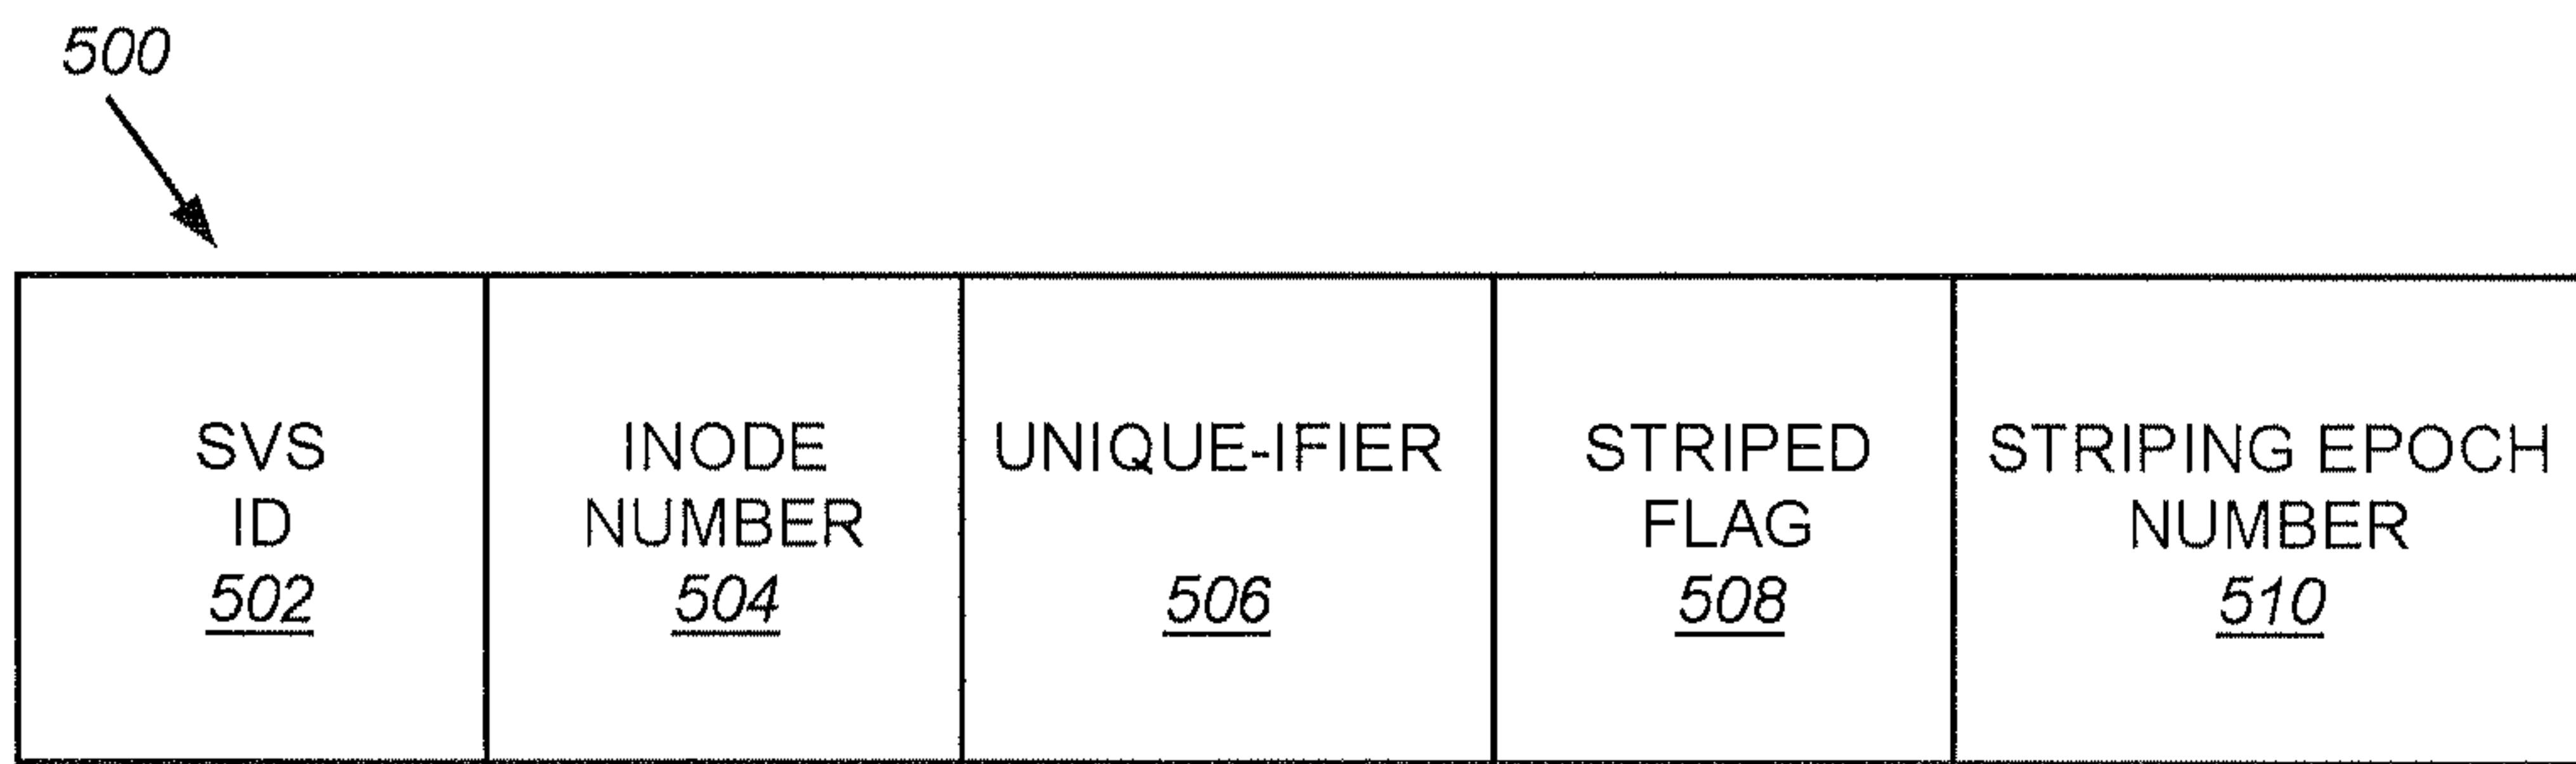 500
SVS
ID
502
INODE
NUMBER
504
UNIQUE-IFIER
506
STRIPED
FLAG
508
STRIPING EPOCH
NUMBER
510